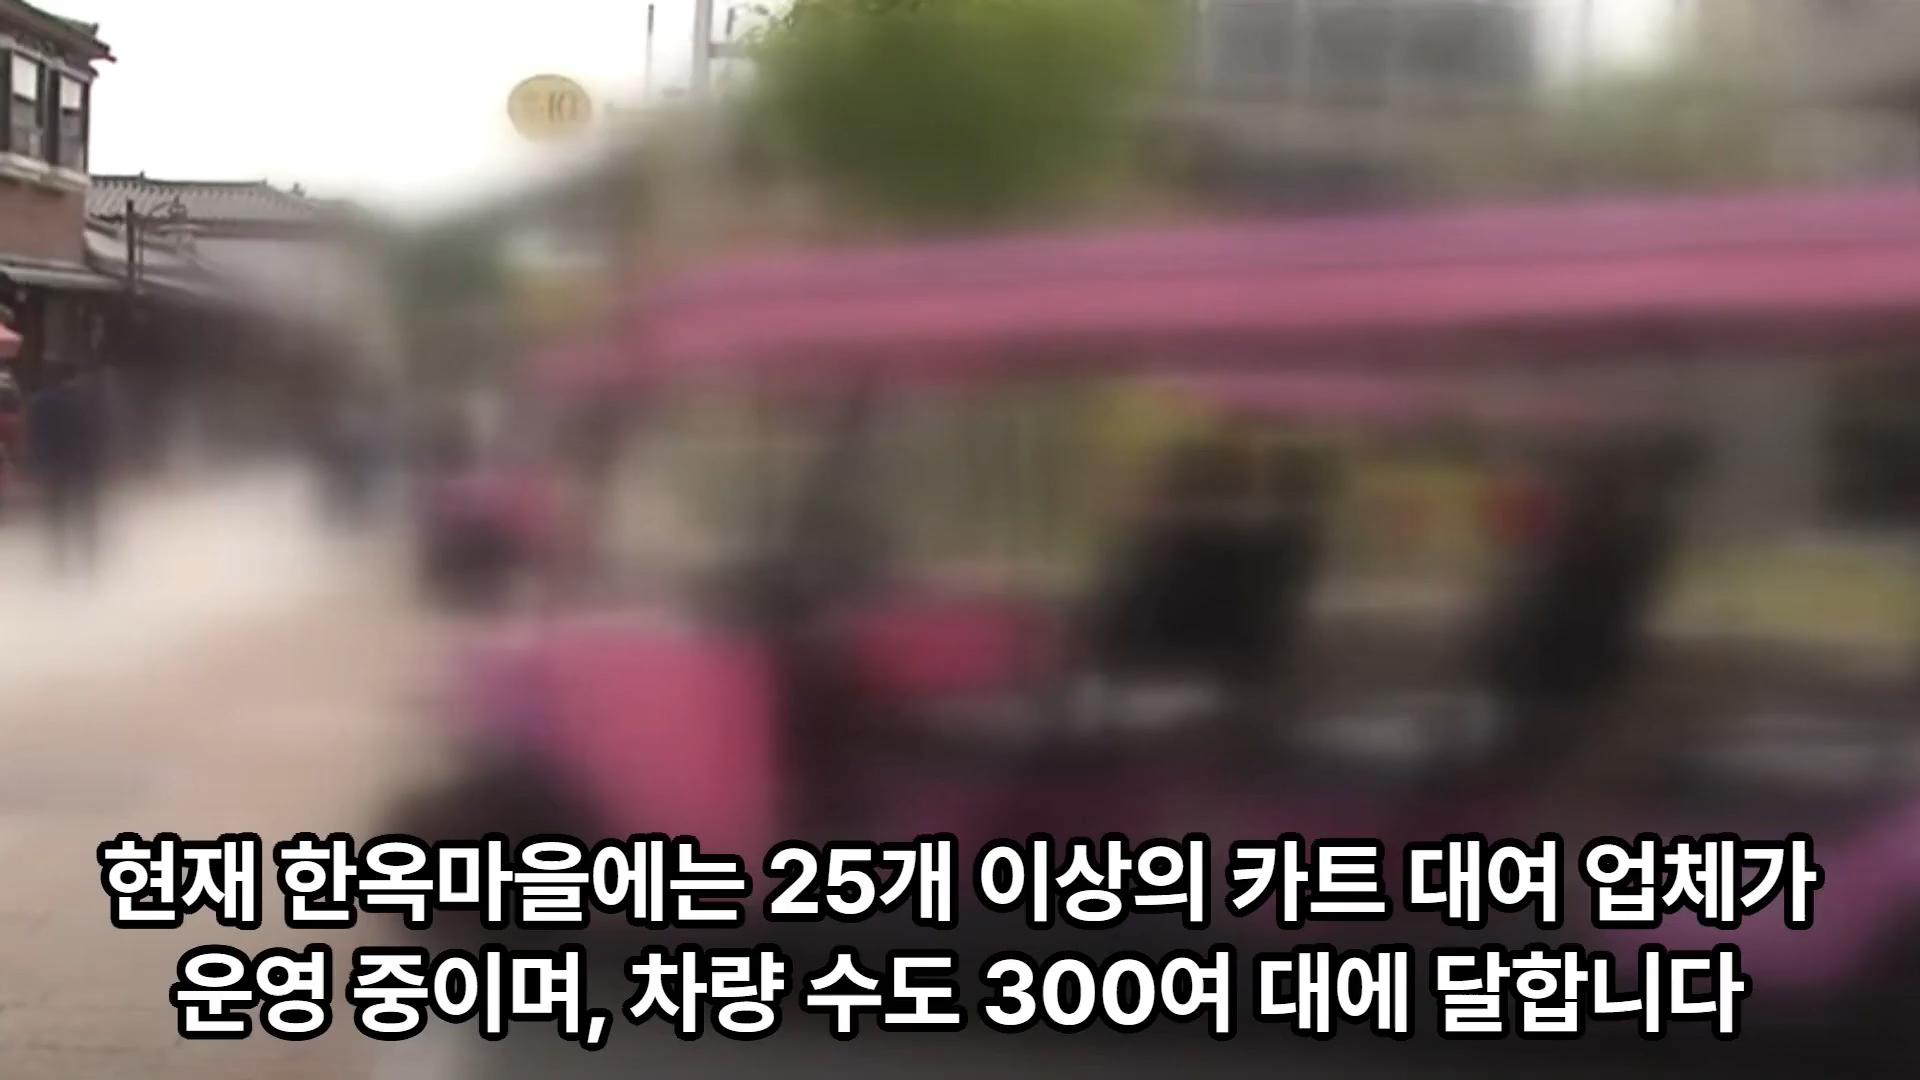 현재 한옥마을에는 25개 이상의 카트 대여 업체가
운영 중이며, 차량 수도 300여 대에 달합니다